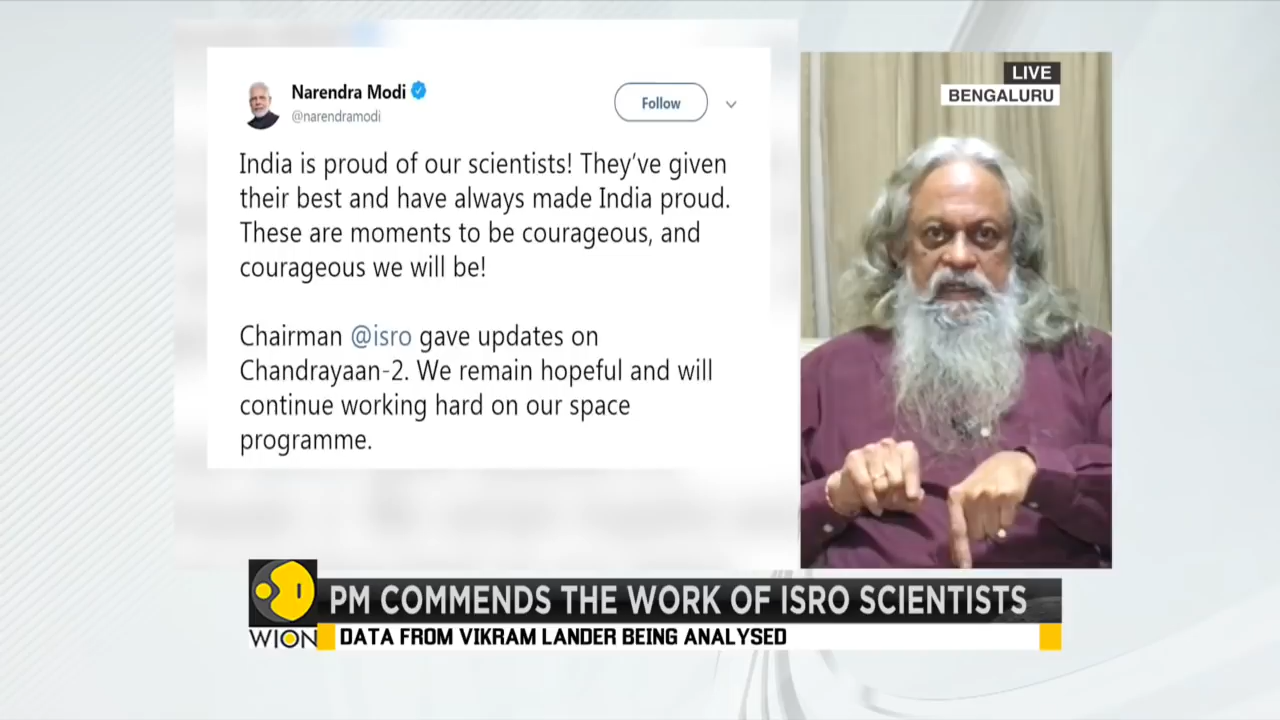 Narendra Modi
@narendramodi
Follow
India is proud of our scientists! They've given
their best and have always made India proud.
These are moments to be courageous, and
courageous we will be!
Chairman @isro gave updates on
Chandrayaan-2. We remain hopeful and will
continue working hard on our space
programme.
LIVE
BENGALURU
PM COMMENDS THE WORK OF ISRO SCIENTISTS
WION
DATA FROM VIKRAM LANDER BEING ANALYSED